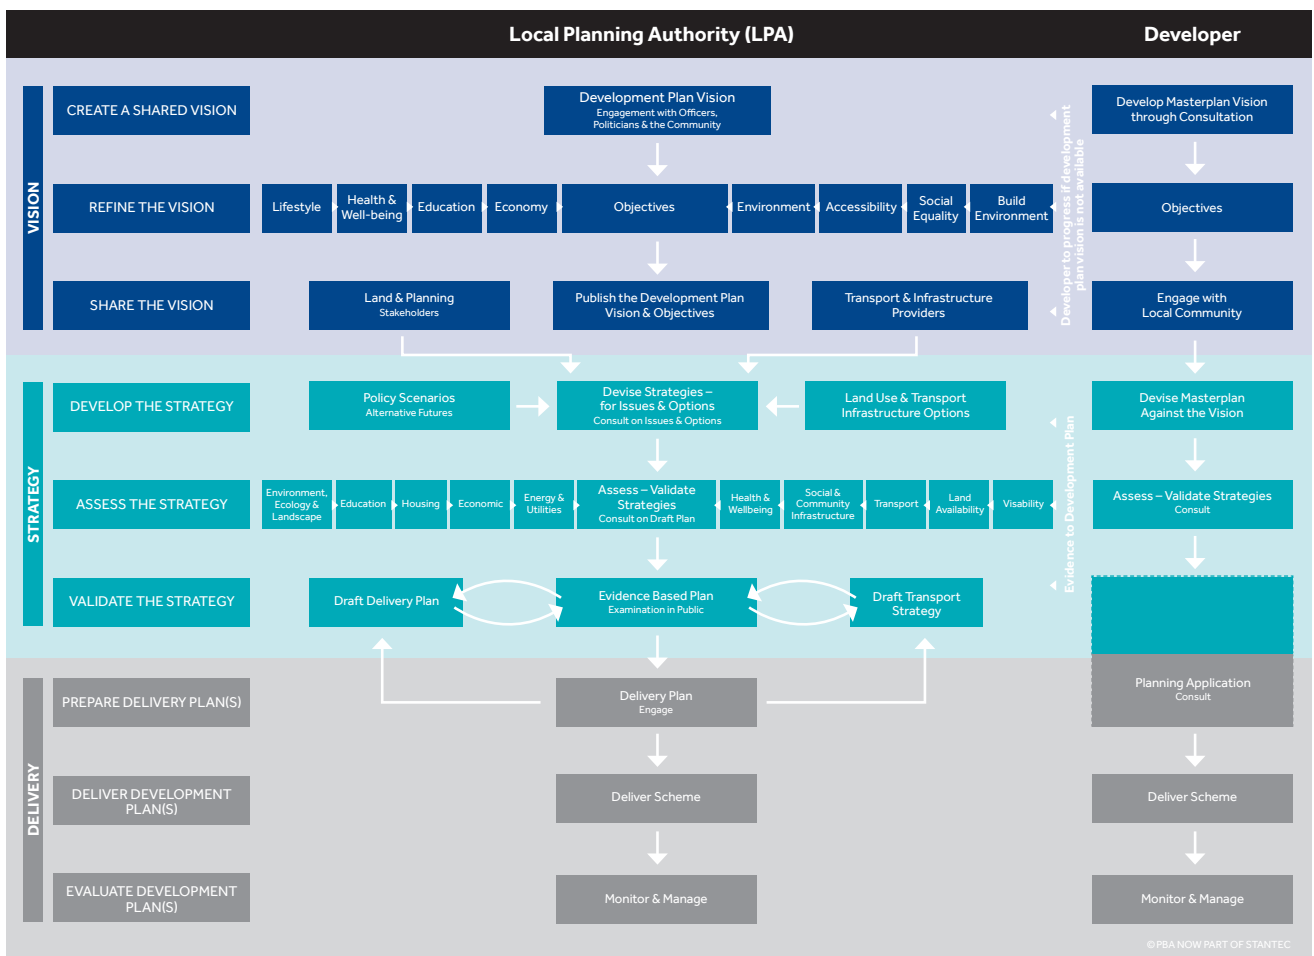 Local Planning Authority (LPA)
Developer
VISION
CREATE A SHARED VISION
Development Plan Vision
Engagement with Officers,
Politicians & the Community
Develop Masterplan Vision
through Consultation
REFINE THE VISION
Lifestyle
Health &
Well-being
Education
Economy
Objectives
Environment
Accessibility
Social
Equality
Build
Environment
Developer to progress if development
plan vision is not available
Objectives
SHARE THE VISION
Land & Planning
Stakeholders
Publish the Development Plan
Vision & Objectives
Transport & Infrastructure
Providers
Engage with
Local Community
STRATEGY
DEVELOP THE STRATEGY
Policy Scenarios
Alternative Futures
Devise Strategies –
for Issues & Options
Consult on Issues & Options
Land Use & Transport
Infrastructure Options
Devise Masterplan
Against the Vision
ASSESS THE STRATEGY
Environment,
Ecology &
Landscape
Education
Housing
Economic
Energy &
Utilities
Assess – Validate
Strategies
Consult on Draft Plan
Health &
Wellbeing
Social &
Community
Infrastructure
Transport
Land
Availability
Visability
Evidence to Development Plan
Assess – Validate Strategies
Consult
VALIDATE THE STRATEGY
Draft Delivery Plan
Evidence Based Plan
Examination in Public
Draft Transport
Strategy
DELIVERY
PREPARE DELIVERY PLAN(S)
Delivery Plan
Engage
Planning Application
Consult
DELIVER DEVELOPMENT
PLAN(S)
Deliver Scheme
Deliver Scheme
EVALUATE DEVELOPMENT
PLAN(S)
Monitor & Manage
Monitor & Manage
© PBA NOW PART OF STANTEC